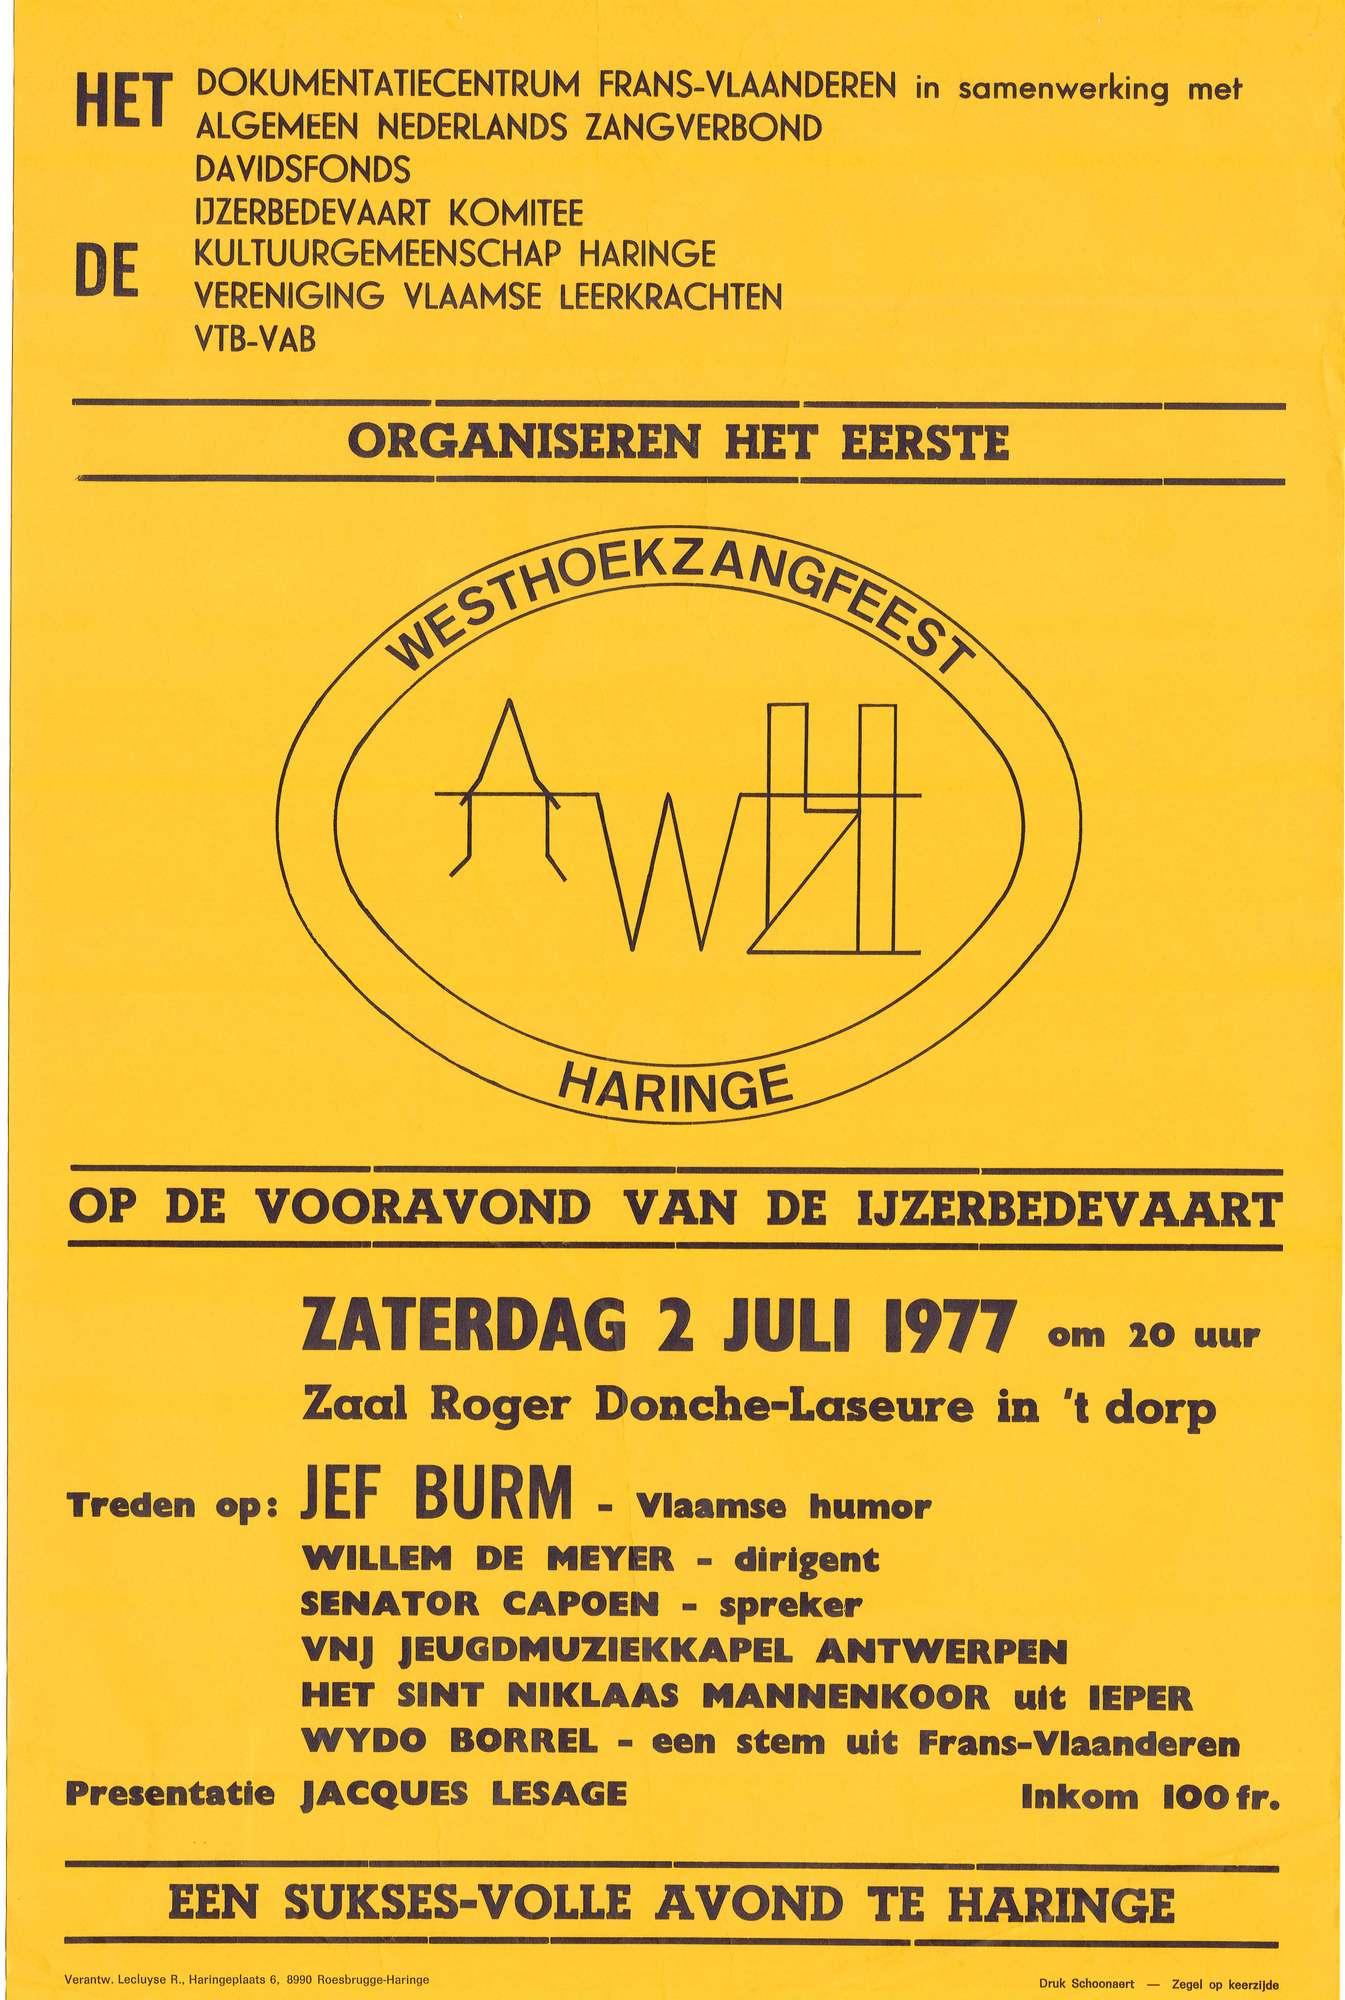 HET DOKUMENTATIECENTRUM FRANS-VLAANDEREN in samenwerking met
ALGEMEEN NEDERLANDS ZANGVERBOND
DAVIDSFONDS
IJZERBEDEVAART KOMITEE
DE KULTUURGEMEENSCHAP HARINGE
VERENIGING VLAAMSE LEERKRACHTEN
VTB-VAB
ORGANISEREN HET EERSTE
WESTHOEKZANGFEEST
HARINGE
OP DE VOORAVOND VAN DE IJZERBEDEVAART
ZATERDAG 2 JULI 1977 om 20 uur
Zaal Roger Donche-Laseure in 't dorp
Treden op: JEF BURM - Vlaamse humor
WILLEM DE MEYER - dirigent
SENATOR CAPOEN - spreker
VNJ JEUGDMUZIEKKAPEL ANTWERPEN
HET SINT NIKLAAS MANNENKOOR uit IEPER
WYDO BORREL - een stem uit Frans-Vlaanderen
Presentatie JACQUES LESAGE Inkom 100 fr.
EEN SUKSES-VOLLE AVOND TE HARINGE
Verantw. Lecluyse R., Haringeplaats 6, 8990 Roesbrugge-Haringe
Druk Schoonaert — Zegel op keerzijde